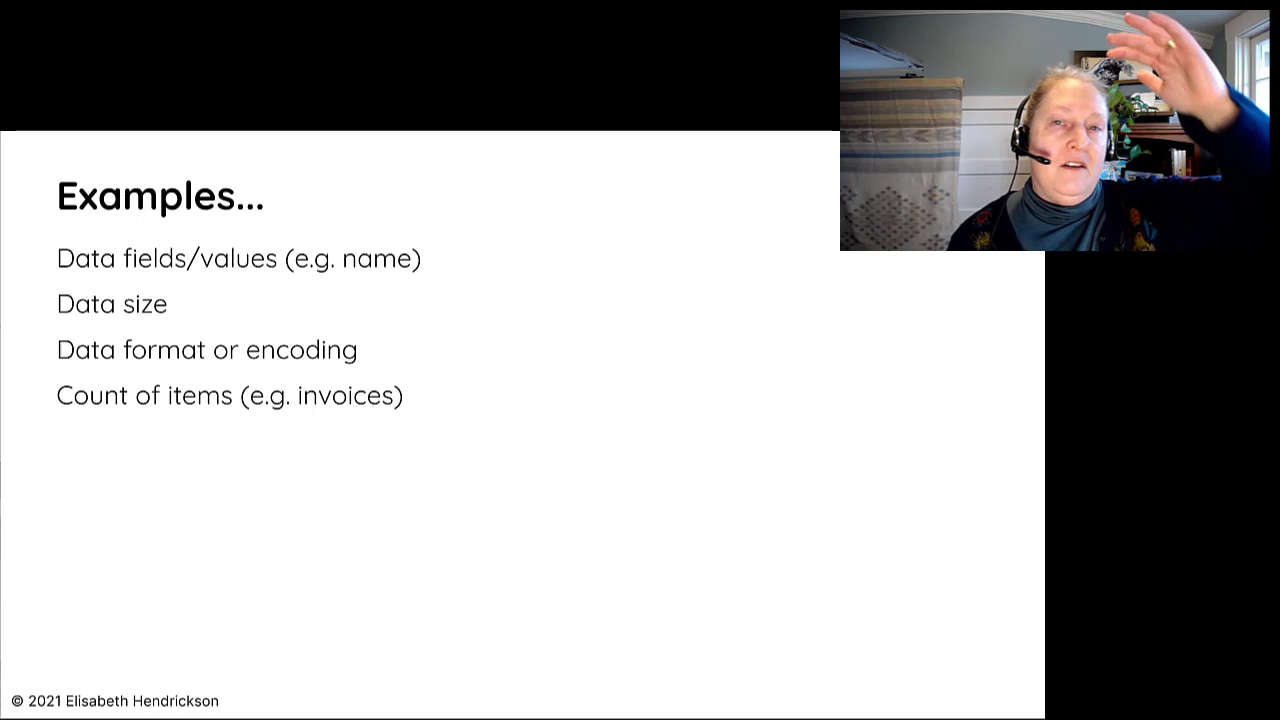 Examples...
Data fields/values (e.g. name)
Data size
Data format or encoding
Count of items (e.g. invoices)
© 2021 Elisabeth Hendrickson